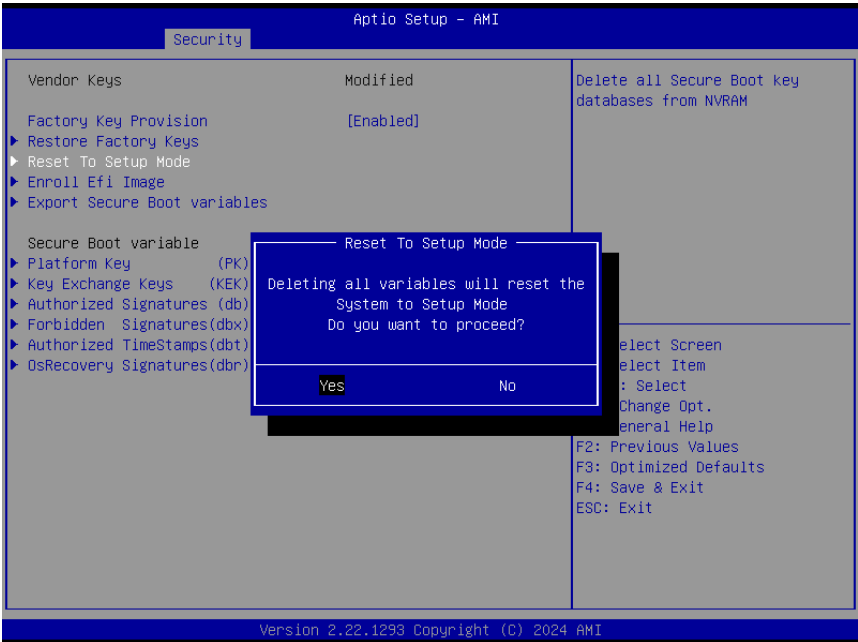 Aptio Setup – AMI
Security
Vendor Keys Modified
Factory Key Provision [Enabled]
Restore Factory Keys
Reset To Setup Mode
Enroll Efi Image
Export Secure Boot variables
Secure Boot variable
Platform Key (PK)
Key Exchange Keys (KEK)
Authorized Signatures (db)
Forbidden Signatures(dbx)
Authorized TimeStamps(dbt)
OsRecovery Signatures(dbr)
Reset To Setup Mode
Deleting all variables will reset the
System to Setup Mode
Do you want to proceed?
Yes No
Delete all Secure Boot key
databases from NVRAM
elect Screen
elect Item
: Select
Change Opt.
eneral Help
F2: Previous Values
F3: Optimized Defaults
F4: Save & Exit
ESC: Exit
Version 2.22.1293 Copyright (C) 2024 AMI